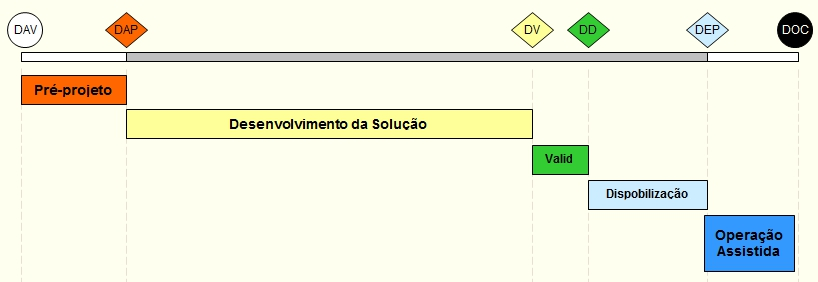 DAV
DAP
DV
DD
DEP
DOC
Pré-projeto
Desenvolvimento da Solução
Valid
Dispobilização
Operação
Assistida